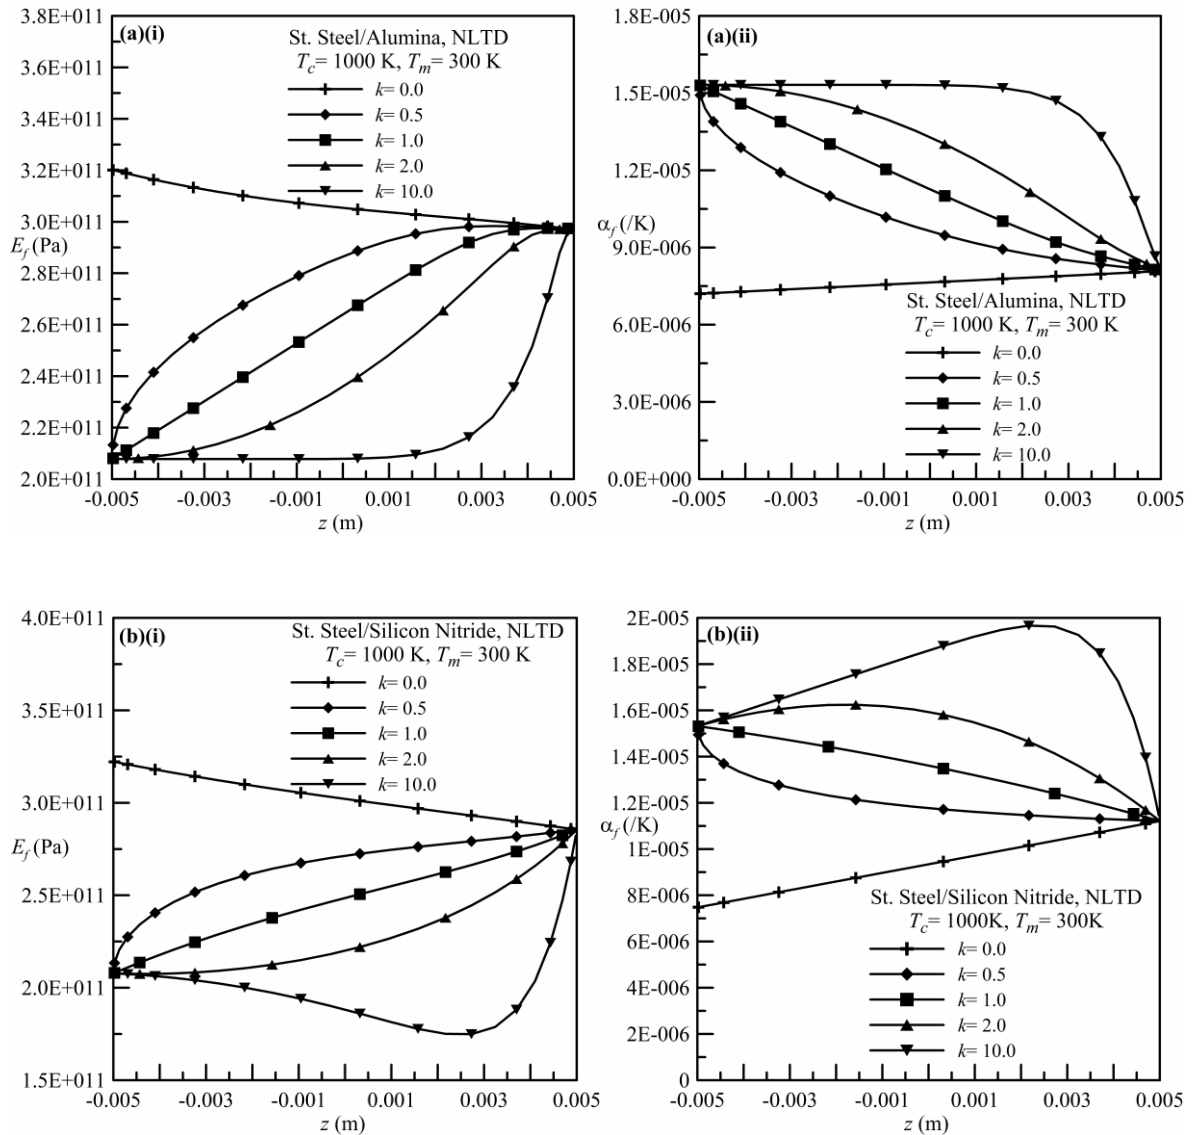 (a)(i)
St. Steel/Alumina, NLTD
T_c= 1000 K, T_m= 300 K
k= 0.0
k= 0.5
k= 1.0
k= 2.0
k= 10.0
3.8E+011
3.6E+011
3.4E+011
3.2E+011
3.0E+011
E_f (Pa)
2.8E+011
2.6E+011
2.4E+011
2.2E+011
2.0E+011
-0.005 -0.003 -0.001 0.001 0.003 0.005
z (m)
(a)(ii)
1.8E-005
1.5E-005
1.2E-005
α_f (/K)
9.0E-006
6.0E-006
3.0E-006
0.0E+000
St. Steel/Alumina, NLTD
T_c= 1000 K, T_m= 300 K
k= 0.0
k= 0.5
k= 1.0
k= 2.0
k= 10.0
-0.005 -0.003 -0.001 0.001 0.003 0.005
z (m)
(b)(i)
St. Steel/Silicon Nitride, NLTD
T_c= 1000 K, T_m= 300 K
k= 0.0
k= 0.5
k= 1.0
k= 2.0
k= 10.0
4.0E+011
3.5E+011
3.0E+011
E_f (Pa)
2.5E+011
2.0E+011
1.5E+011
-0.005 -0.003 -0.001 0.001 0.003 0.005
z (m)
(b)(ii)
2E-005
1.8E-005
1.6E-005
1.4E-005
1.2E-005
α_f (/K)
1E-005
8E-006
6E-006
4E-006
2E-006
0
St. Steel/Silicon Nitride, NLTD
T_c= 1000K, T_m= 300K
k= 0.0
k= 0.5
k= 1.0
k= 2.0
k= 10.0
-0.005 -0.003 -0.001 0.001 0.003 0.005
z (m)